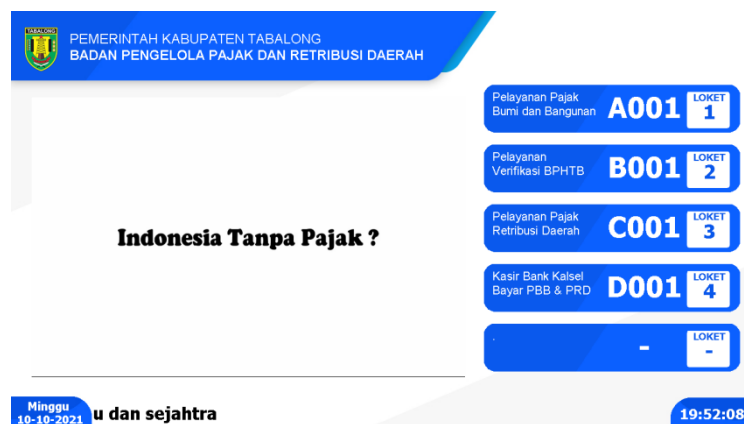 TABALONG
PEMERINTAH KABUPATEN TABALONG
BADAN PENGELOLA PAJAK DAN RETRIBUSI DAERAH
Indonesia Tanpa Pajak ?
Pelayanan Pajak
Bumi dan Bangunan
A001
LOKET
1
Pelayanan
Verifikasi BPHTB
B001
LOKET
2
Pelayanan Pajak
Retribusi Daerah
C001
LOKET
3
Kasir Bank Kalsel
Bayar PBB & PRD
D001
LOKET
4
.
-
LOKET
-
Minggu
10-10-2021
u dan sejahtra
19:52:08